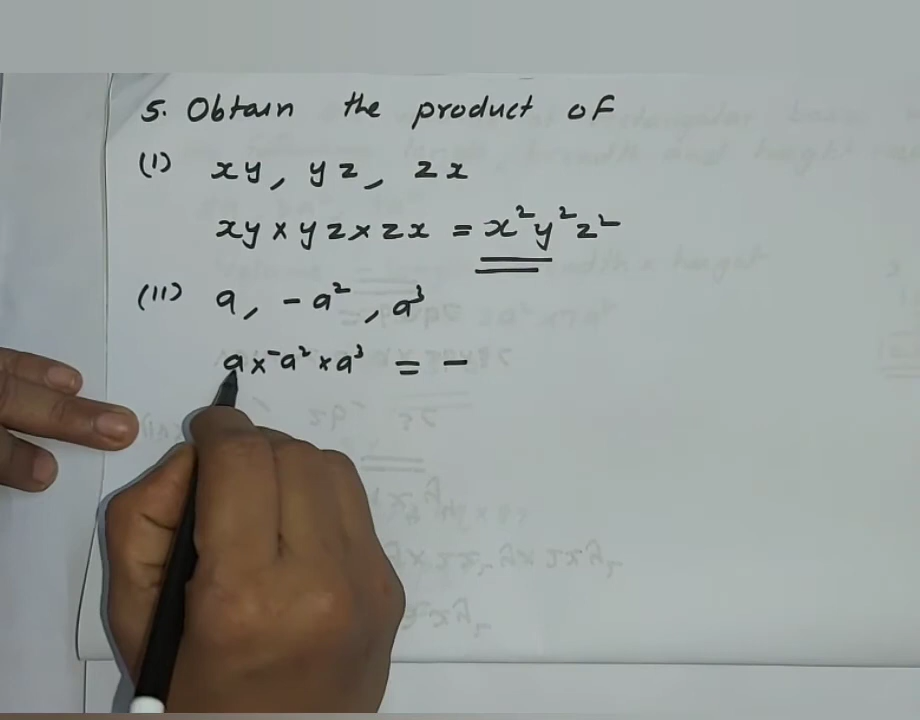 5. Obtain the product of
(i) xy, yz, zx
xy × yz × zx = x²y²z²
(ii) a, -a², a³
a × -a² × a³ = -